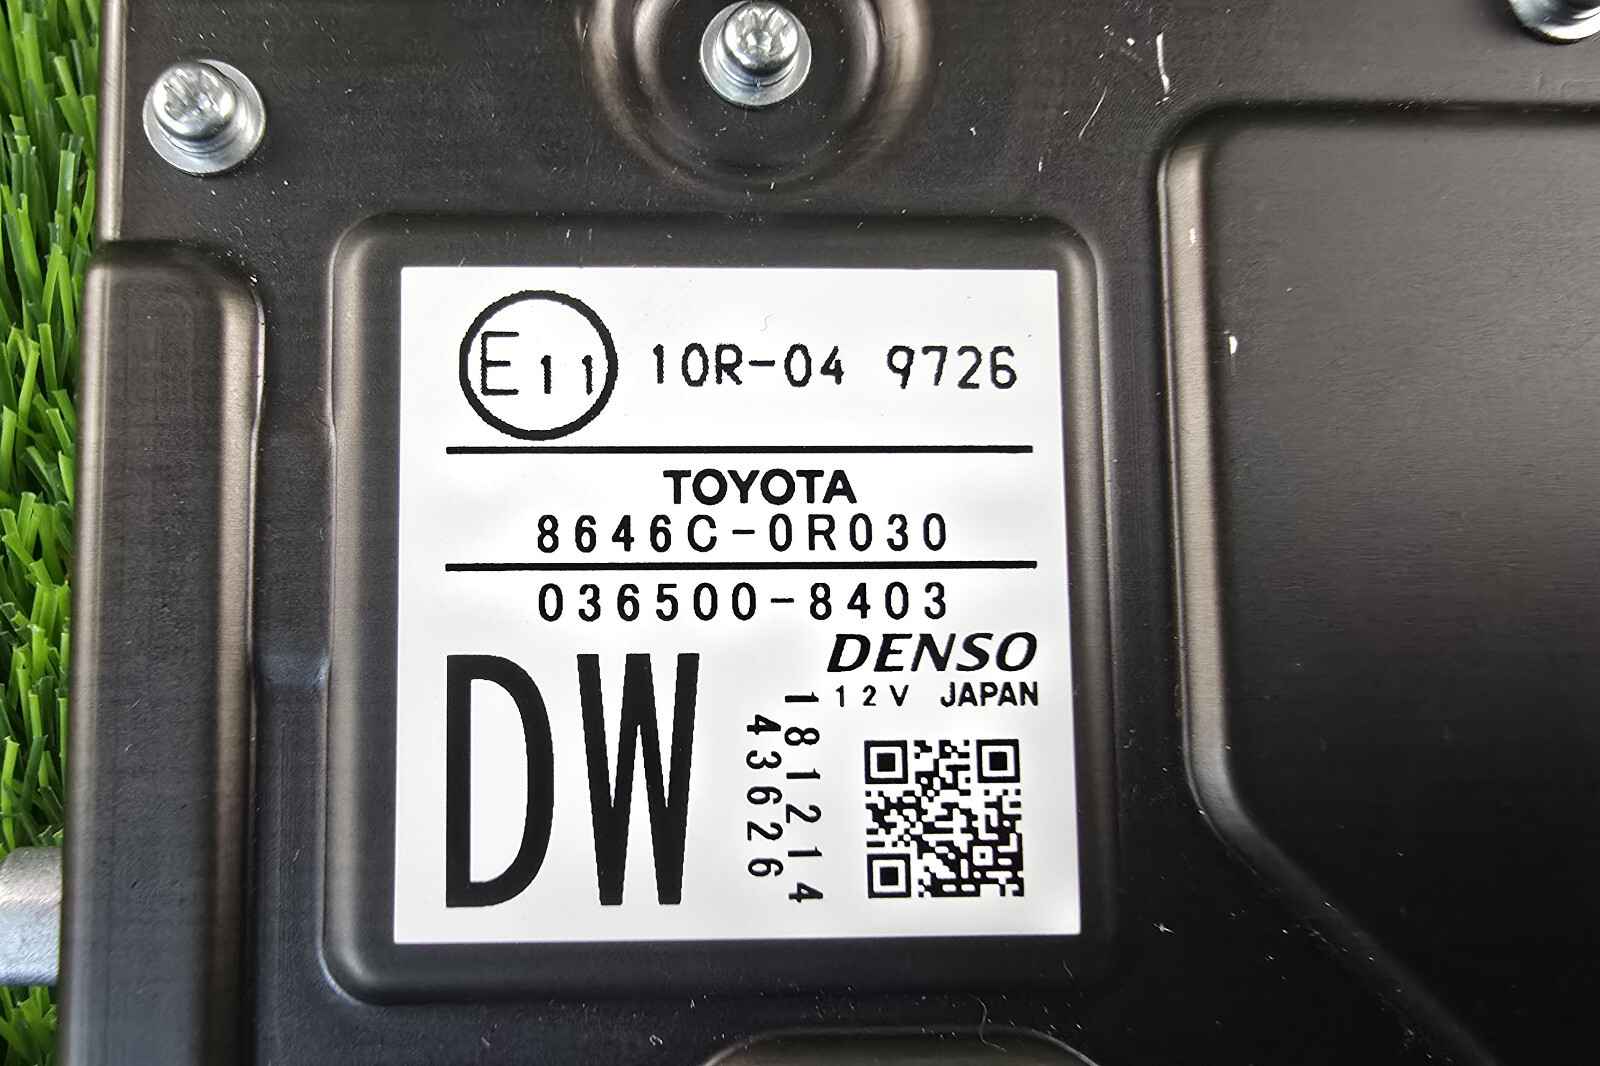 E11 10R-04 9726
TOYOTA
8646C-0R030
036500-8403
DENSO
12V JAPAN
DW
181214
43626